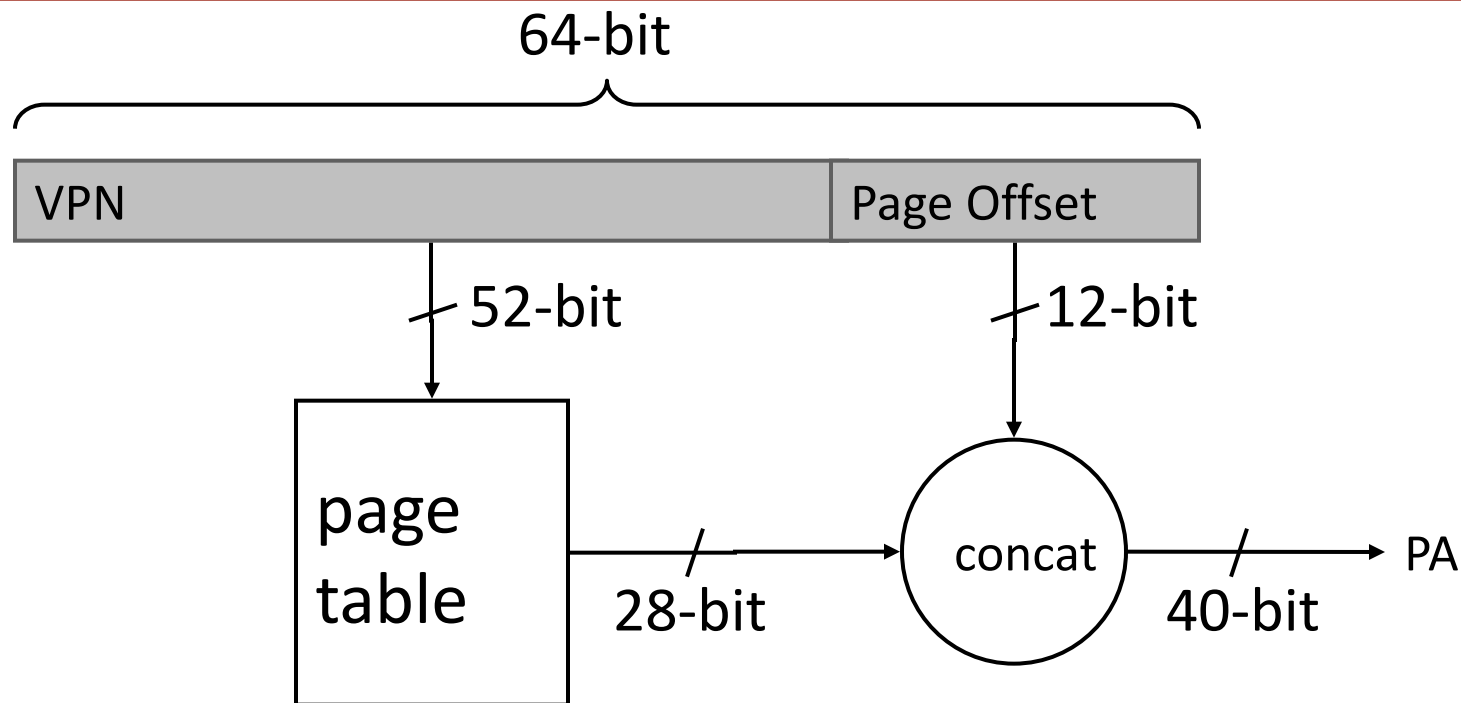 64-bit
VPN
Page Offset
52-bit
12-bit
page
table
28-bit
concat
40-bit
PA